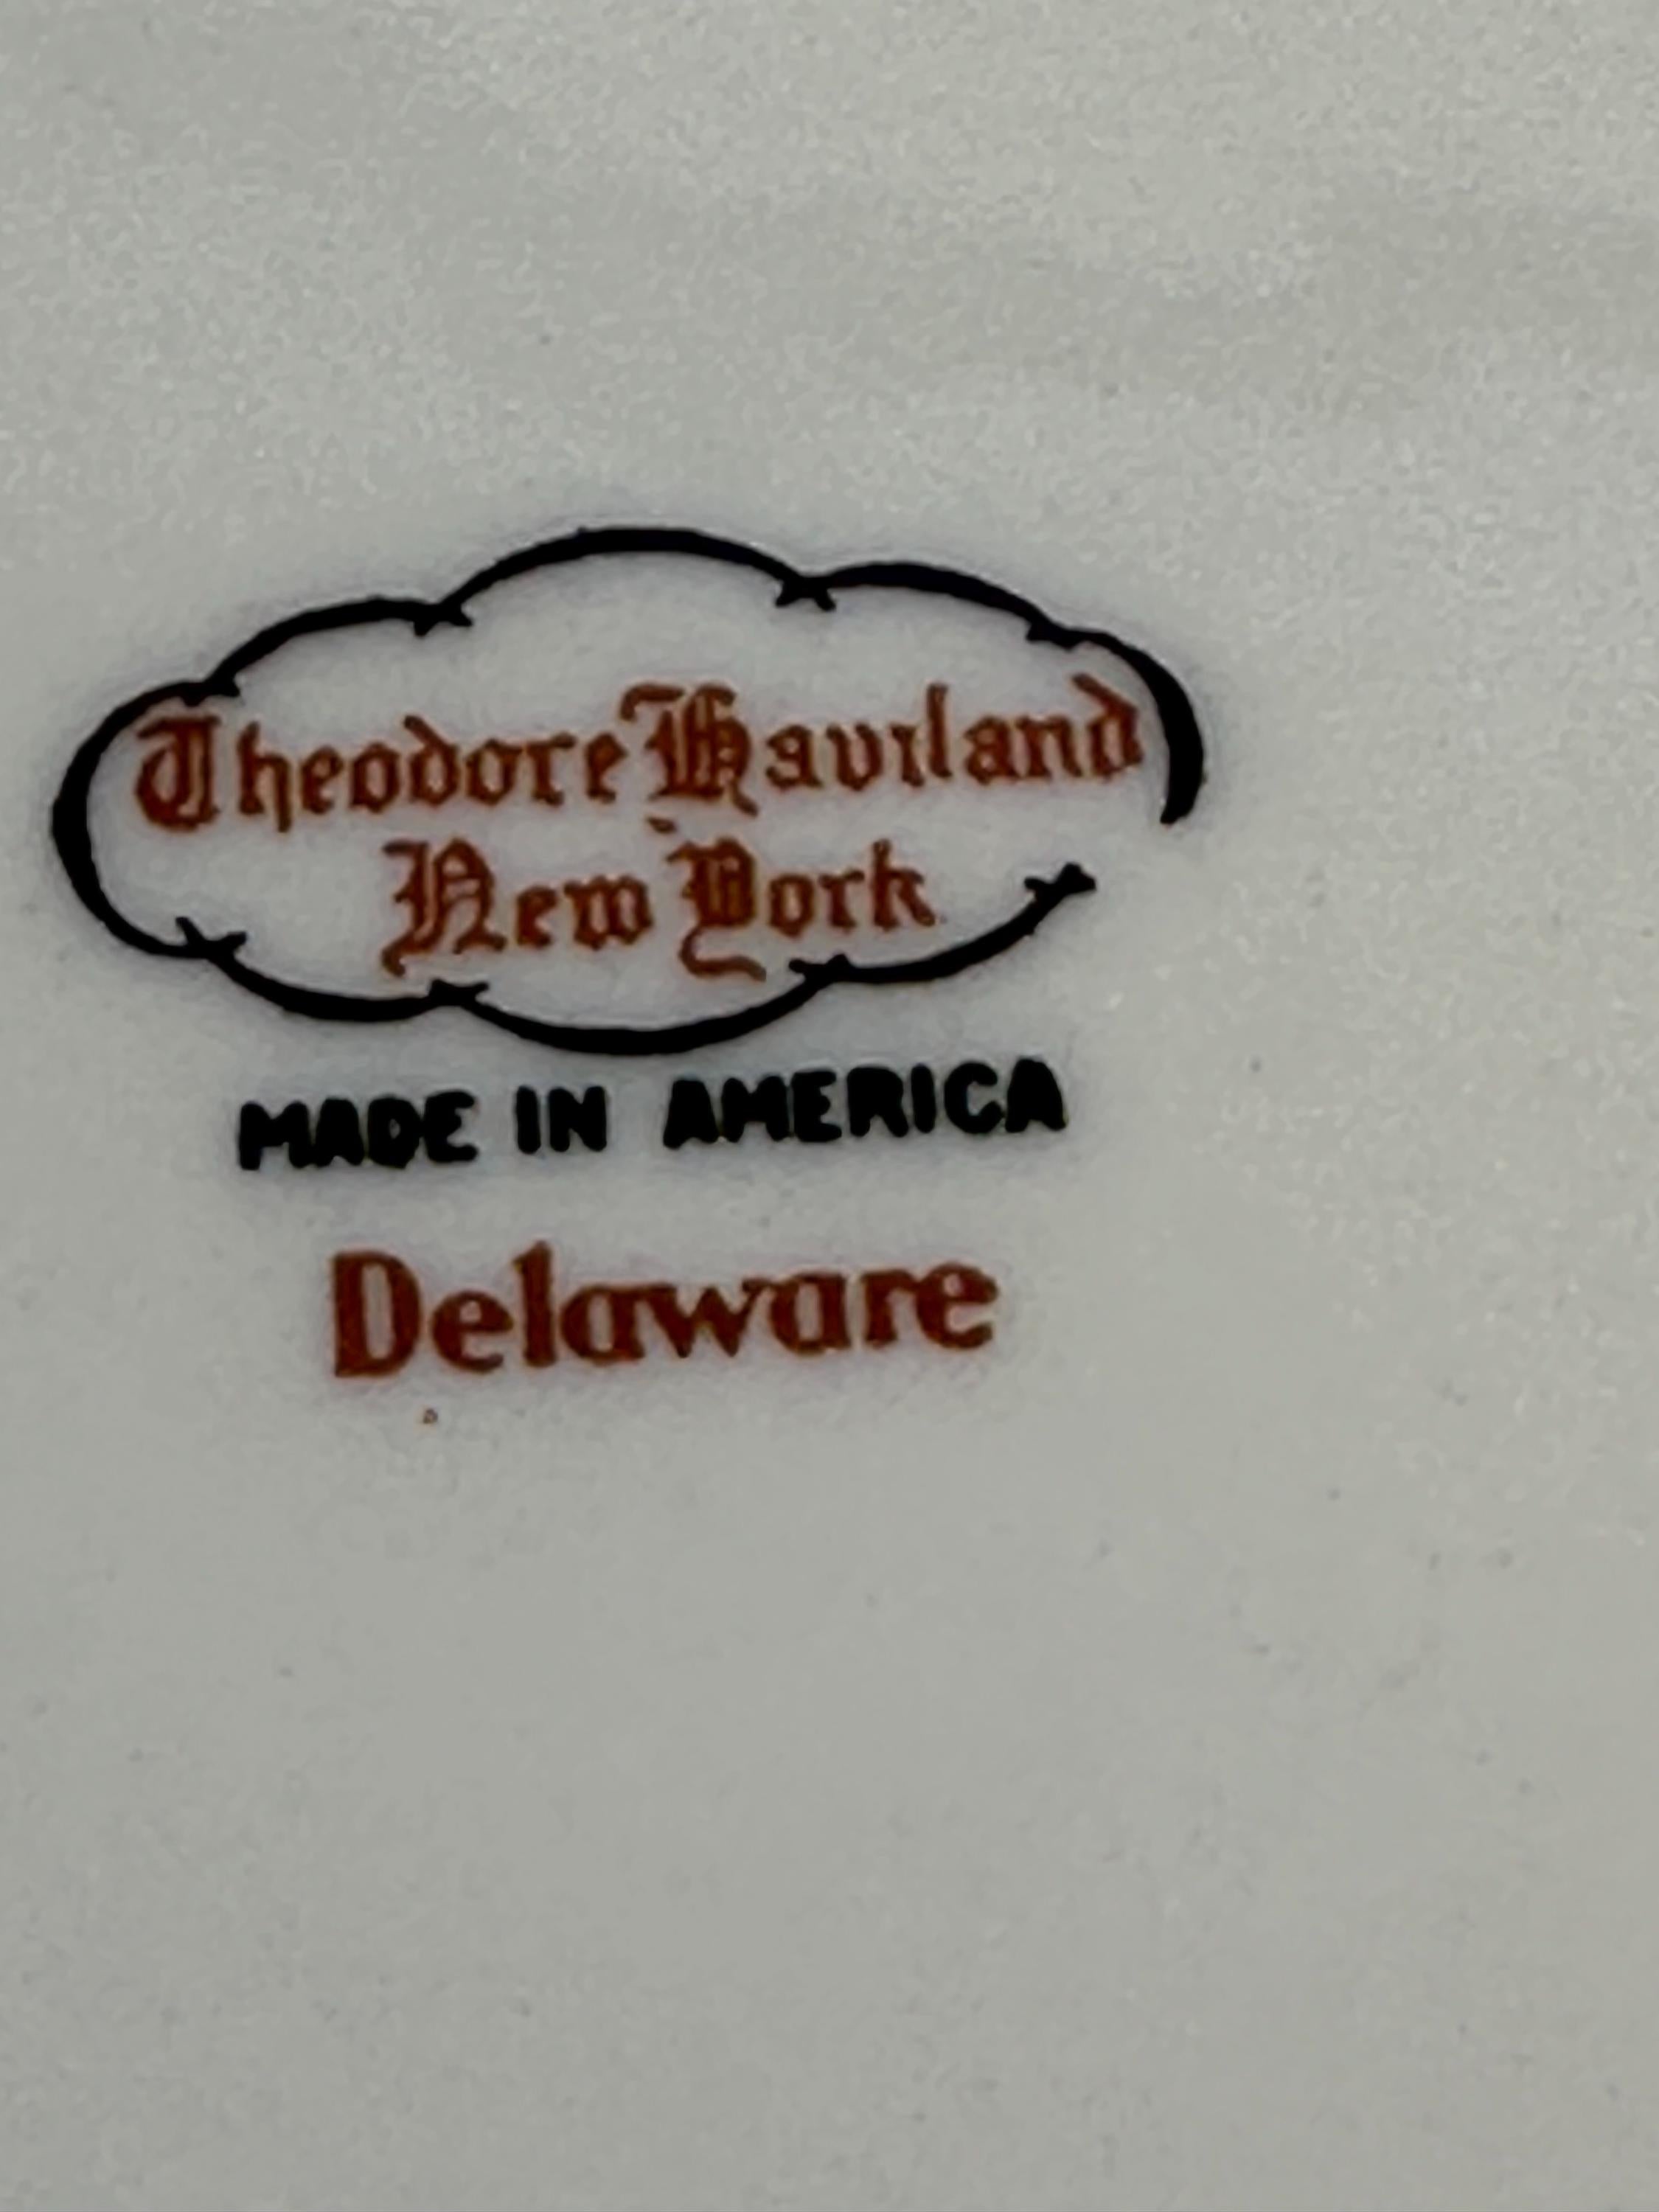 Theodore Haviland
New York
MADE IN AMERICA
Delaware